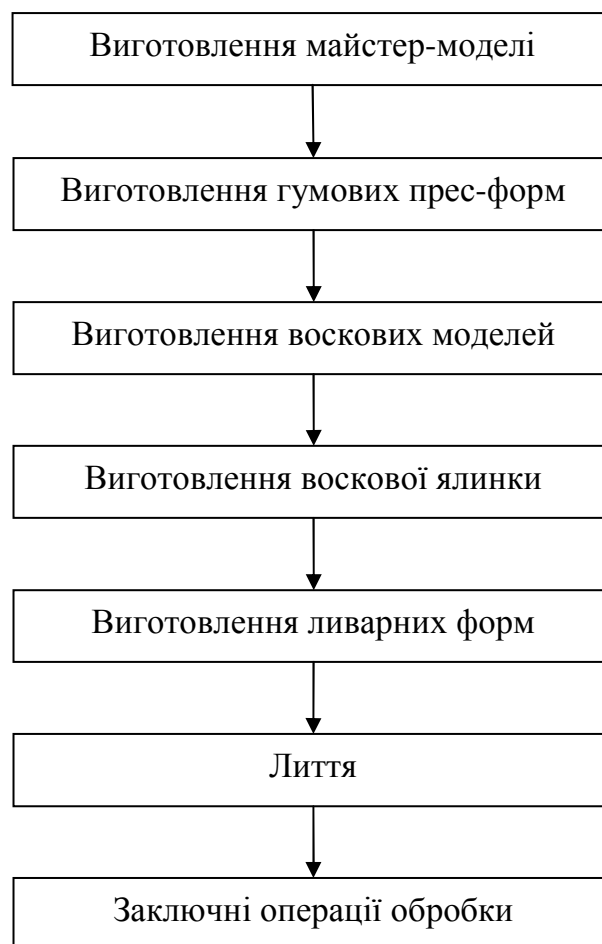 Виготовлення майстер-моделі
Виготовлення гумових прес-форм
Виготовлення воскових моделей
Виготовлення воскової ялинки
Виготовлення ливарних форм
Лиття
Заключні операції обробки